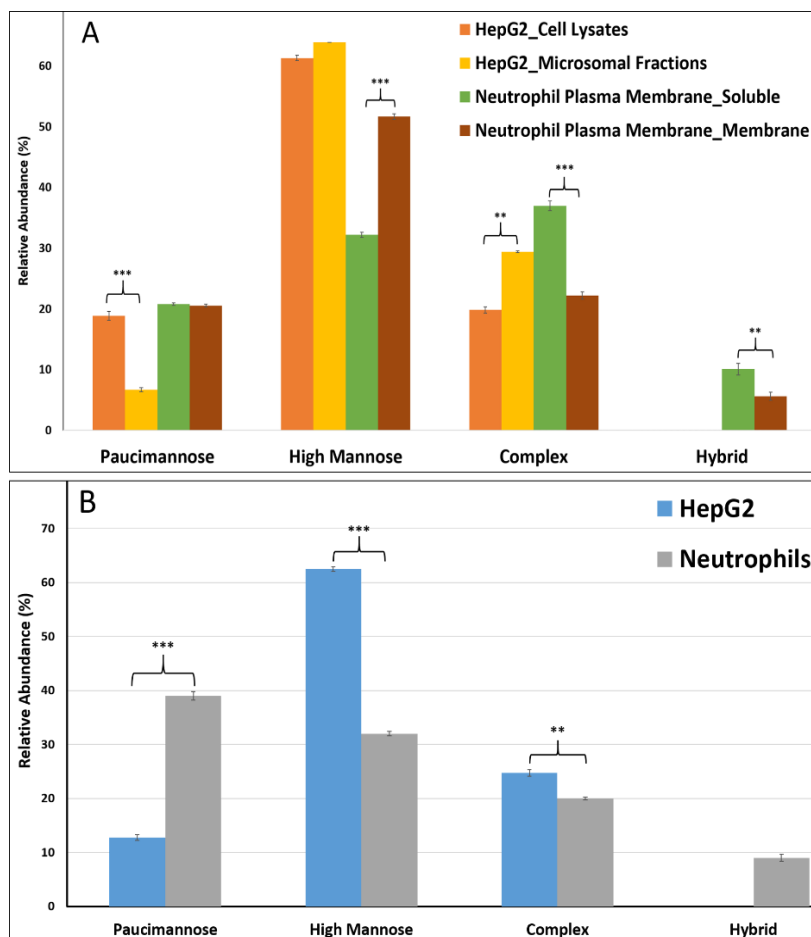 A
HepG2_Cell Lysates
HepG2_Microsomal Fractions
Neutrophil Plasma Membrane_Soluble
Neutrophil Plasma Membrane_Membrane
Relative Abundance (%)
60
50
40
30
20
10
0
***
***
**
***
**
Paucimannose High Mannose Complex Hybrid
B
HepG2
Neutrophils
Relative Abundance (%)
70
60
50
40
30
20
10
0
***
***
**
Paucimannose High Mannose Complex Hybrid